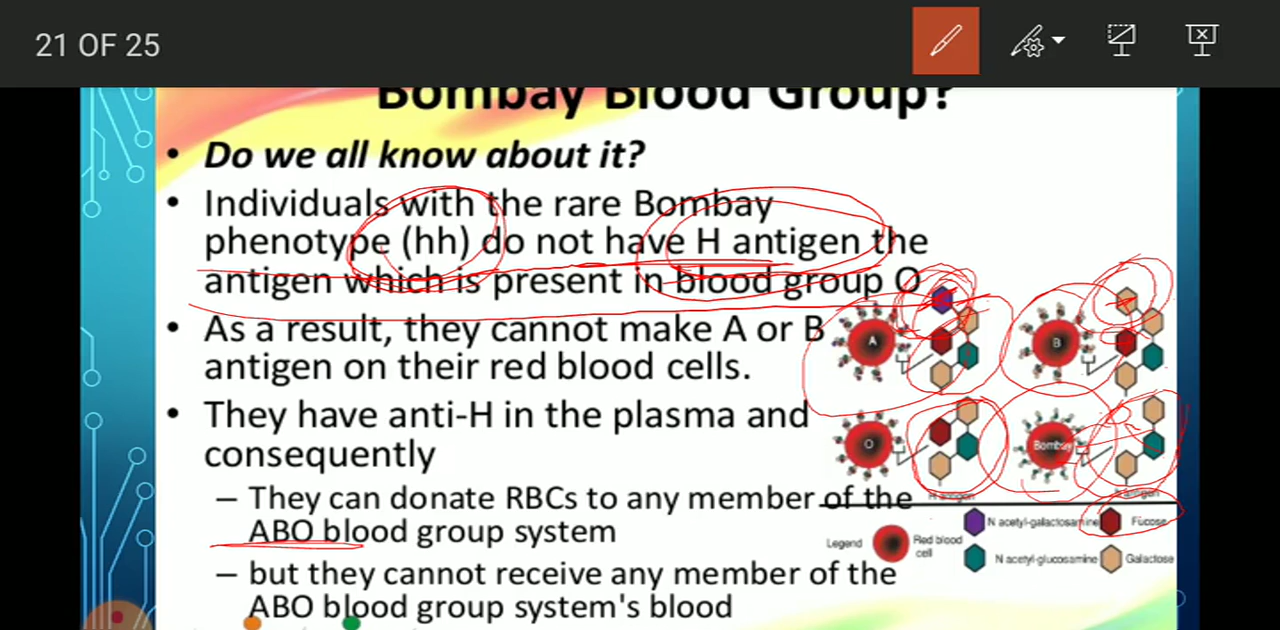 21 OF 25
Bombay Blood Group?
• Do we all know about it?
• Individuals with the rare Bombay
phenotype (hh) do not have H antigen the
antigen which is present in blood group O
• As a result, they cannot make A or B
antigen on their red blood cells.
• They have anti-H in the plasma and
consequently
– They can donate RBCs to any member of the
ABO blood group system
– but they cannot receive any member of the
ABO blood group system's blood
A
B
O
Bombay
H antigen
Legend
Red blood
cell
N acetyl-galactosamine
Fucose
N acetyl-glucosamine
Galactose